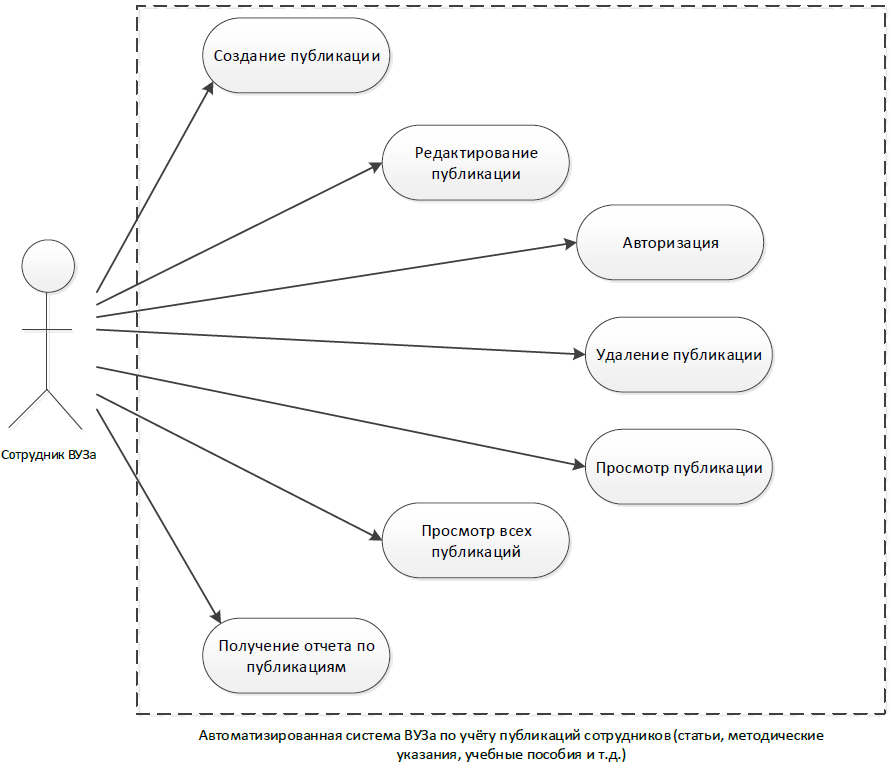 Создание публикации
Редактирование
публикации
Авторизация
Удаление публикации
Сотрудник ВУЗа
Просмотр публикации
Просмотр всех
публикаций
Получение отчета по
публикациям
Автоматизированная система ВУЗа по учёту публикаций сотрудников (статьи, методические
указания, учебные пособия и т.д.)